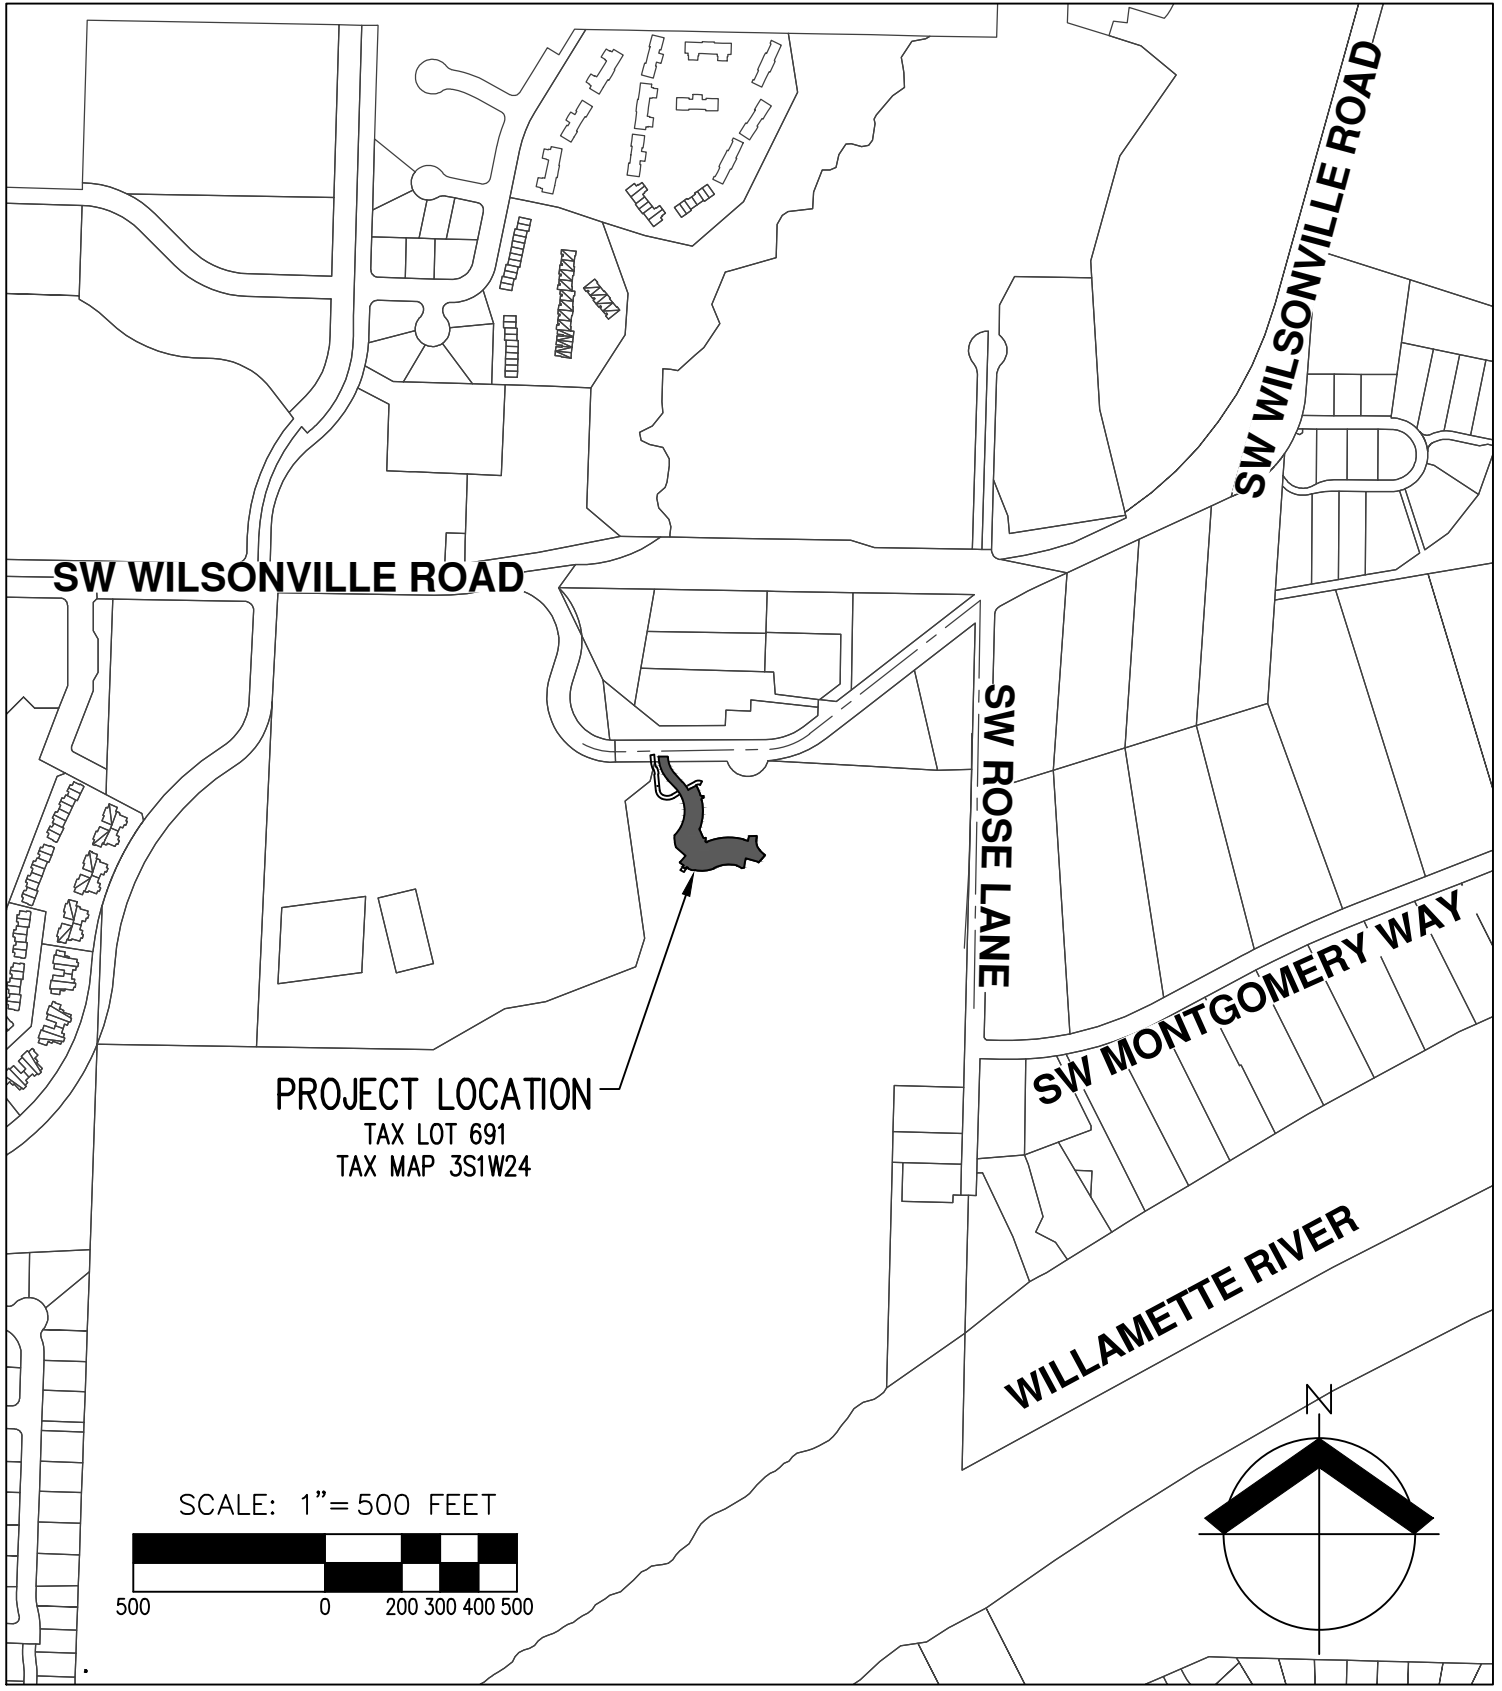 SW WILSONVILLE ROAD
SW WILSONVILLE ROAD
SW ROSE LANE
SW MONTGOMERY WAY
PROJECT LOCATION
TAX LOT 691
TAX MAP 3S1W24
WILLAMETTE RIVER
N
SCALE: 1"= 500 FEET
500 0 200 300 400 500